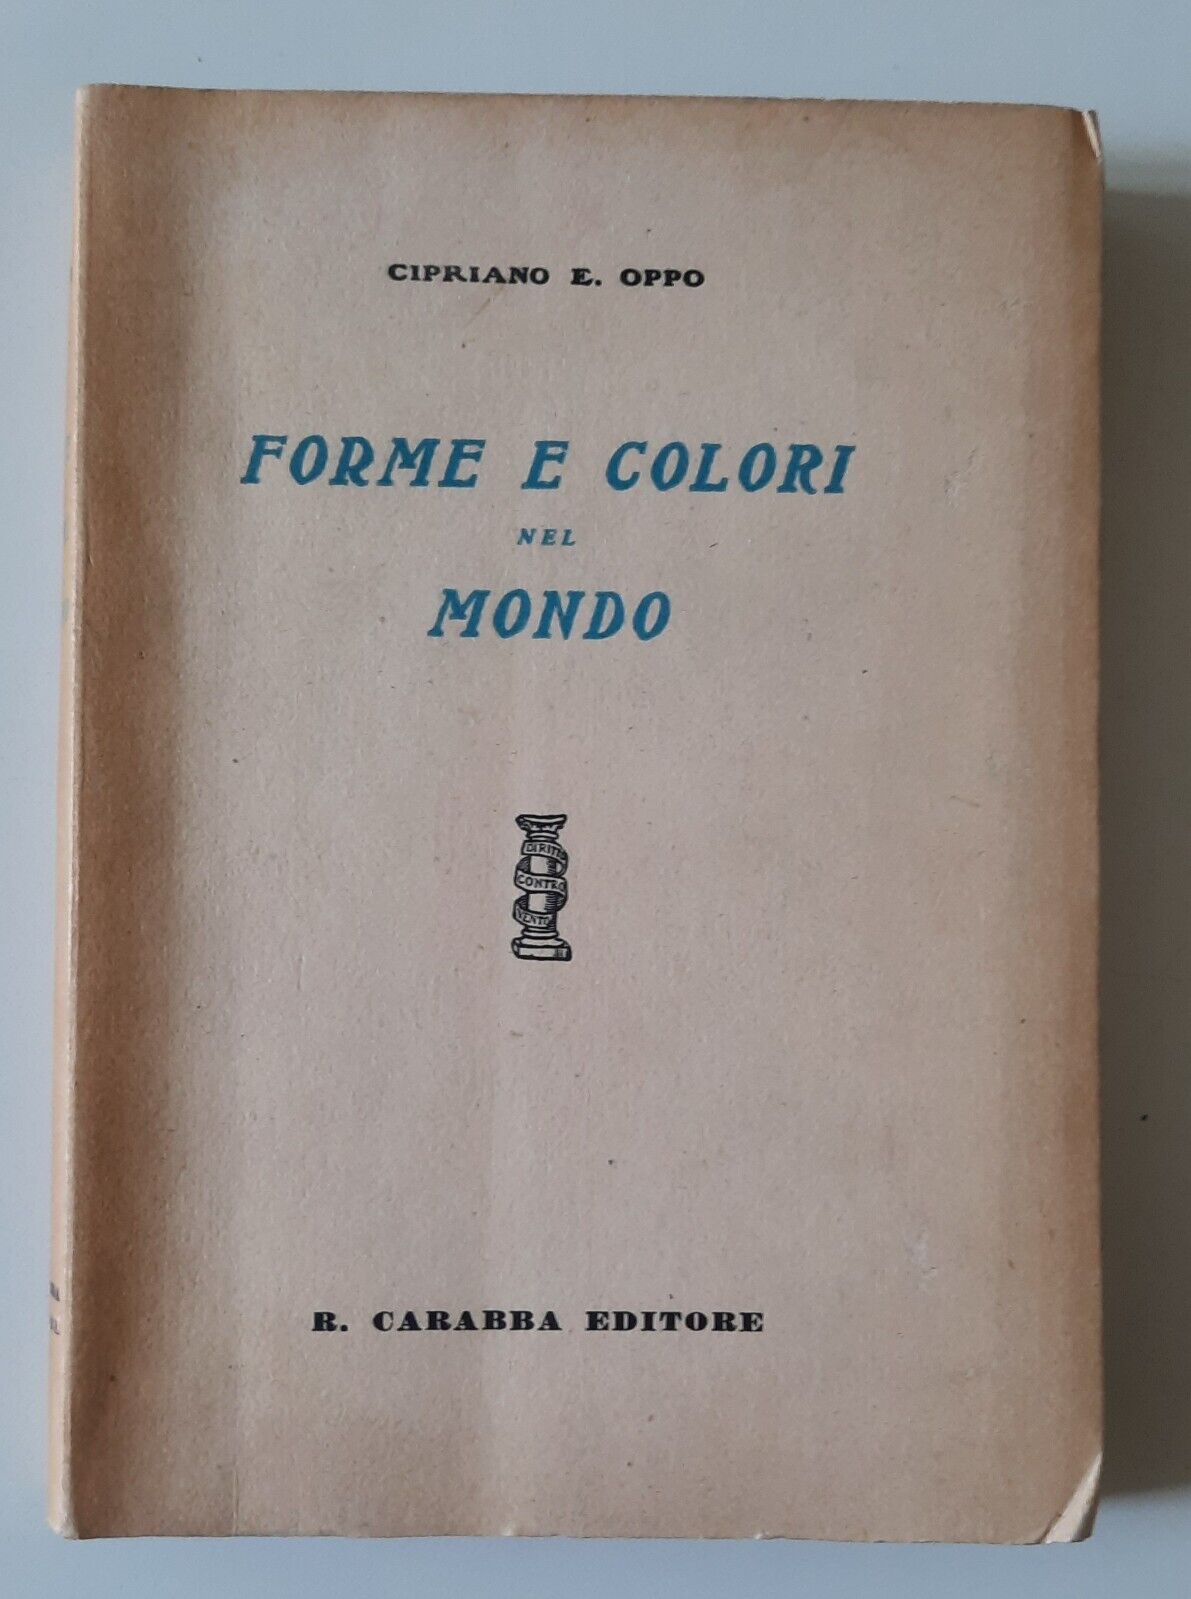 CIPRIANO E. OPPO
FORME E COLORI
NEL
MONDO
DIRITTO
CONTRO
VENTO
R. CARABBA EDITORE